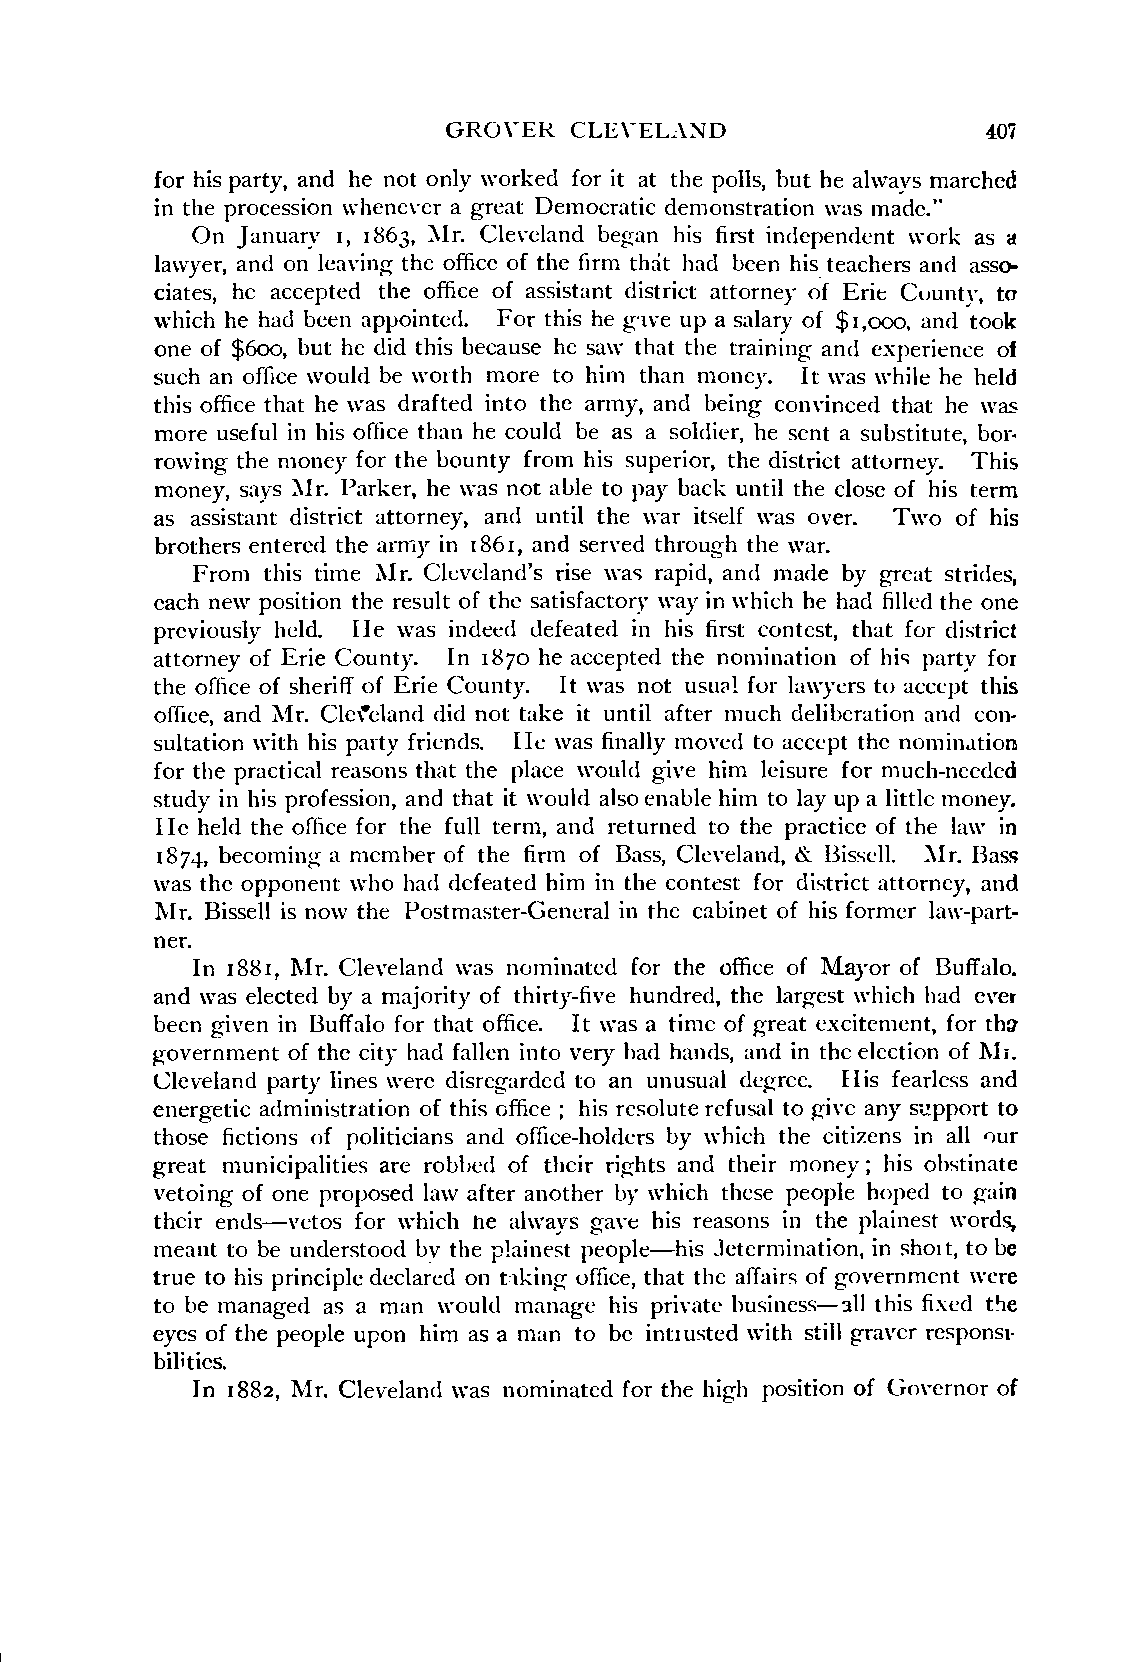 GROVER CLEVELAND 407
for his party, and he not only worked for it at the polls, but he always marched
in the procession whenever a great Democratic demonstration was made."
On January 1, 1863, Mr. Cleveland began his first independent work as a
lawyer, and on leaving the office of the firm that had been his teachers and asso-
ciates, he accepted the office of assistant district attorney of Erie County, to
which he had been appointed. For this he gave up a salary of $1,000, and took
one of $600, but he did this because he saw that the training and experience of
such an office would be worth more to him than money. It was while he held
this office that he was drafted into the army, and being convinced that he was
more useful in his office than he could be as a soldier, he sent a substitute, bor-
rowing the money for the bounty from his superior, the district attorney. This
money, says Mr. Parker, he was not able to pay back until the close of his term
as assistant district attorney, and until the war itself was over. Two of his
brothers entered the army in 1861, and served through the war.
From this time Mr. Cleveland's rise was rapid, and made by great strides,
each new position the result of the satisfactory way in which he had filled the one
previously held. He was indeed defeated in his first contest, that for district
attorney of Erie County. In 1870 he accepted the nomination of his party for
the office of sheriff of Erie County. It was not usual for lawyers to accept this
office, and Mr. Cleveland did not take it until after much deliberation and con-
sultation with his party friends. He was finally moved to accept the nomination
for the practical reasons that the place would give him leisure for much-needed
study in his profession, and that it would also enable him to lay up a little money.
He held the office for the full term, and returned to the practice of the law in
1874, becoming a member of the firm of Bass, Cleveland, & Bissell. Mr. Bass
was the opponent who had defeated him in the contest for district attorney, and
Mr. Bissell is now the Postmaster-General in the cabinet of his former law-part-
ner.
In 1881, Mr. Cleveland was nominated for the office of Mayor of Buffalo.
and was elected by a majority of thirty-five hundred, the largest which had ever
been given in Buffalo for that office. It was a time of great excitement, for the
government of the city had fallen into very bad hands, and in the election of Mr.
Cleveland party lines were disregarded to an unusual degree. His fearless and
energetic administration of this office ; his resolute refusal to give any support to
those fictions of politicians and office-holders by which the citizens in all our
great municipalities are robbed of their rights and their money; his obstinate
vetoing of one proposed law after another by which these people hoped to gain
their ends—vetos for which he always gave his reasons in the plainest words,
meant to be understood by the plainest people—his determination, in short, to be
true to his principle declared on taking office, that the affairs of government were
to be managed as a man would manage his private business—all this fixed the
eyes of the people upon him as a man to be intrusted with still graver responsi-
bilities.
In 1882, Mr. Cleveland was nominated for the high position of Governor of